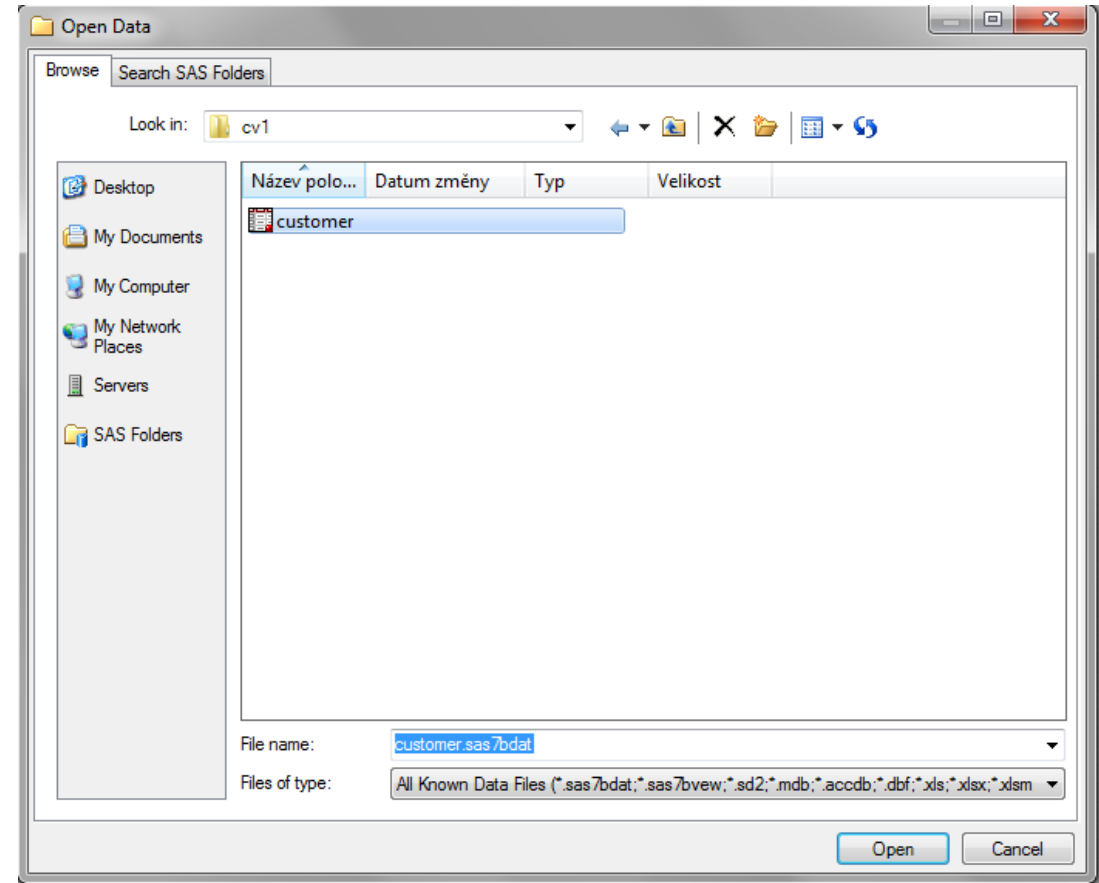 Open Data
Browse Search SAS Folders
Look in: cv1
Desktop
My Documents
My Computer
My Network
Places
Servers
SAS Folders
Název polo... Datum změny Typ Velikost
customer
File name: customer.sas7bdat
Files of type: All Known Data Files (*.sas7bdat;*.sas7bvew;*.sd2;*.mdb;*.accdb;*.dbf;*.xls;*.xlsx;*.xlsm
Open Cancel